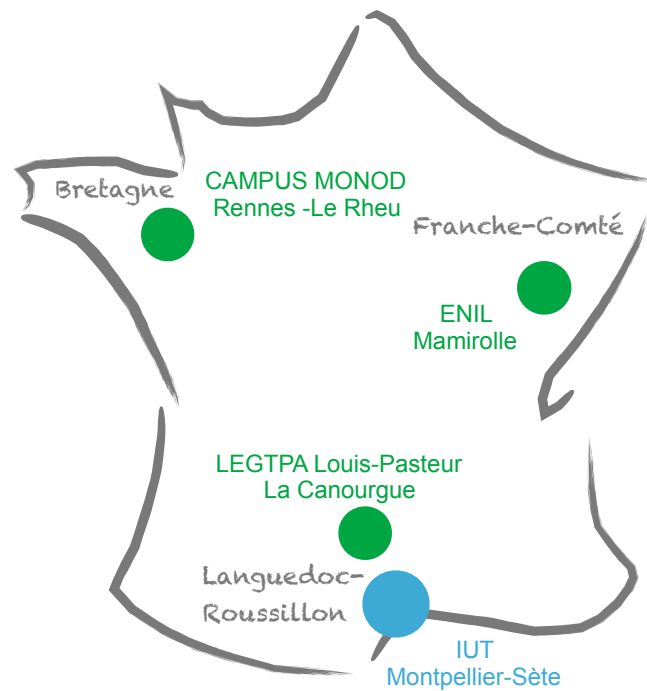 CAMPUS MONOD
Rennes -Le Rheu
Bretagne
Franche-Comté
ENIL
Mamirolle
LEGTPA Louis-Pasteur
La Canourgue
Languedoc-
Roussillon
IUT
Montpellier-Sète